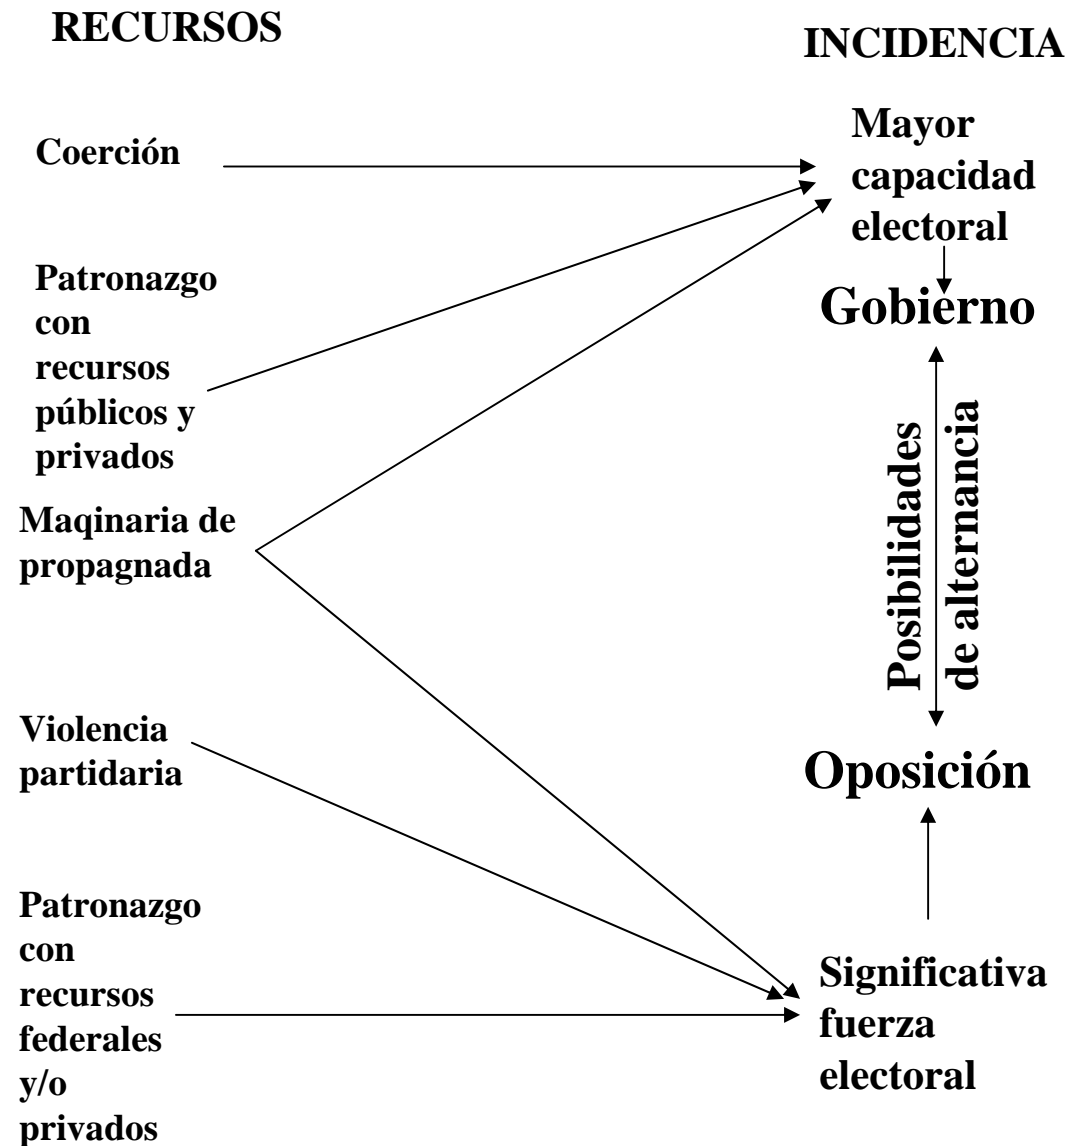 RECURSOS
INCIDENCIA
Coerción
Mayor
capacidad
electoral
Patronazgo
con
recursos
públicos y
privados
Gobierno
Maqinaria de
propagnada
Posibilidades
de alternancia
Violencia
partidaria
Oposición
Patronazgo
con
recursos
federales
y/o
privados
Significativa
fuerza
electoral